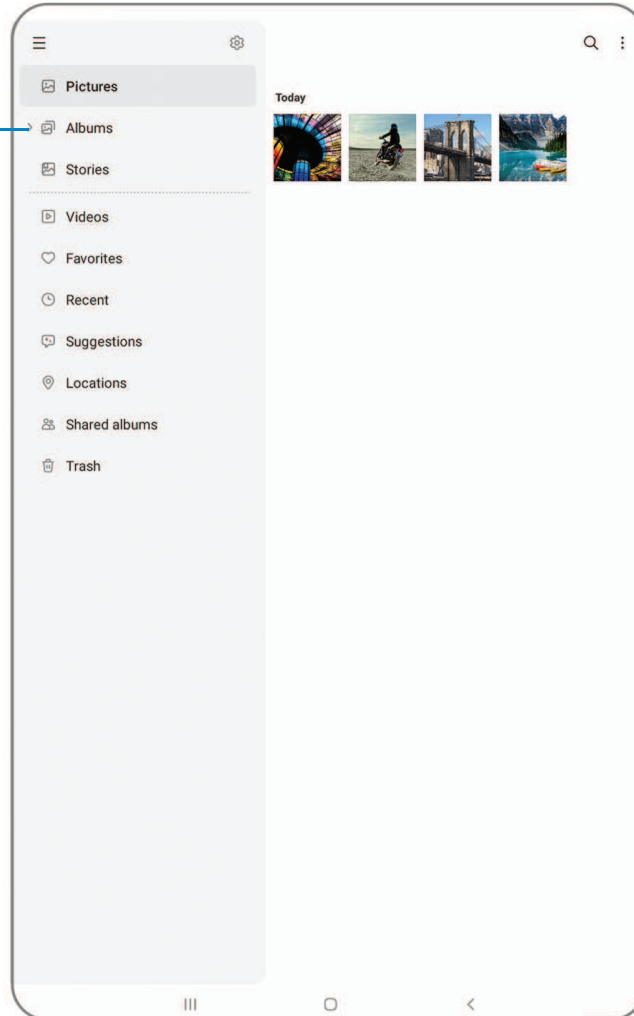 Pictures
Albums
Stories
Videos
Favorites
Recent
Suggestions
Locations
Shared albums
Trash
Today